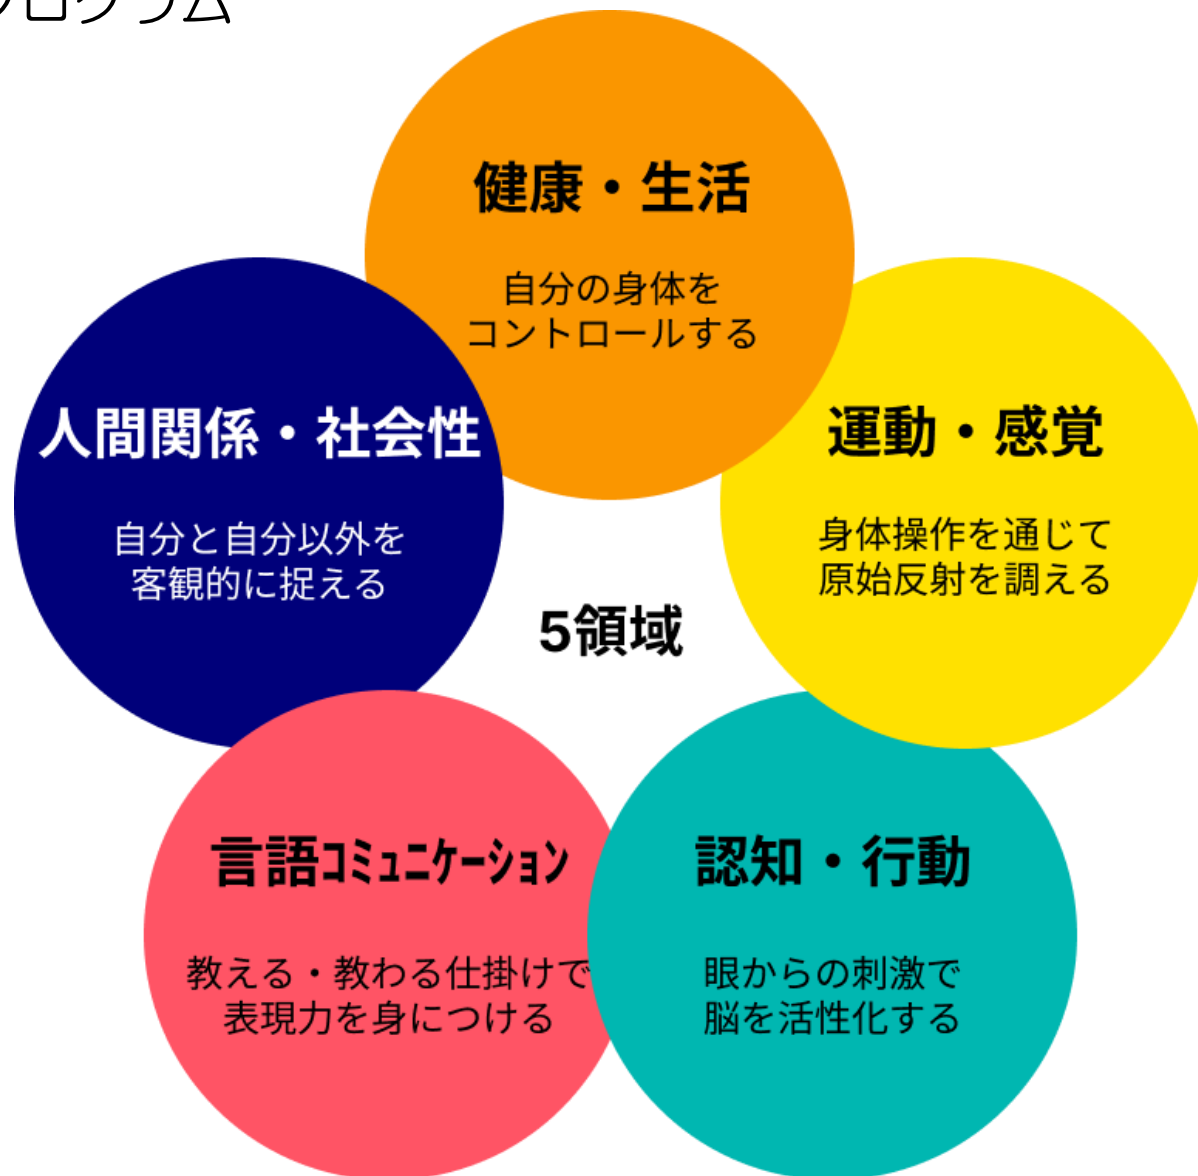 プログラム
健康・生活
自分の身体を
コントロールする
人間関係・社会性
自分と自分以外を
客観的に捉える
運動・感覚
身体操作を通じて
原始反射を調える
5領域
言語コミュニケーション
教える・教わる仕掛けで
表現力を身につける
認知・行動
眼からの刺激で
脳を活性化する